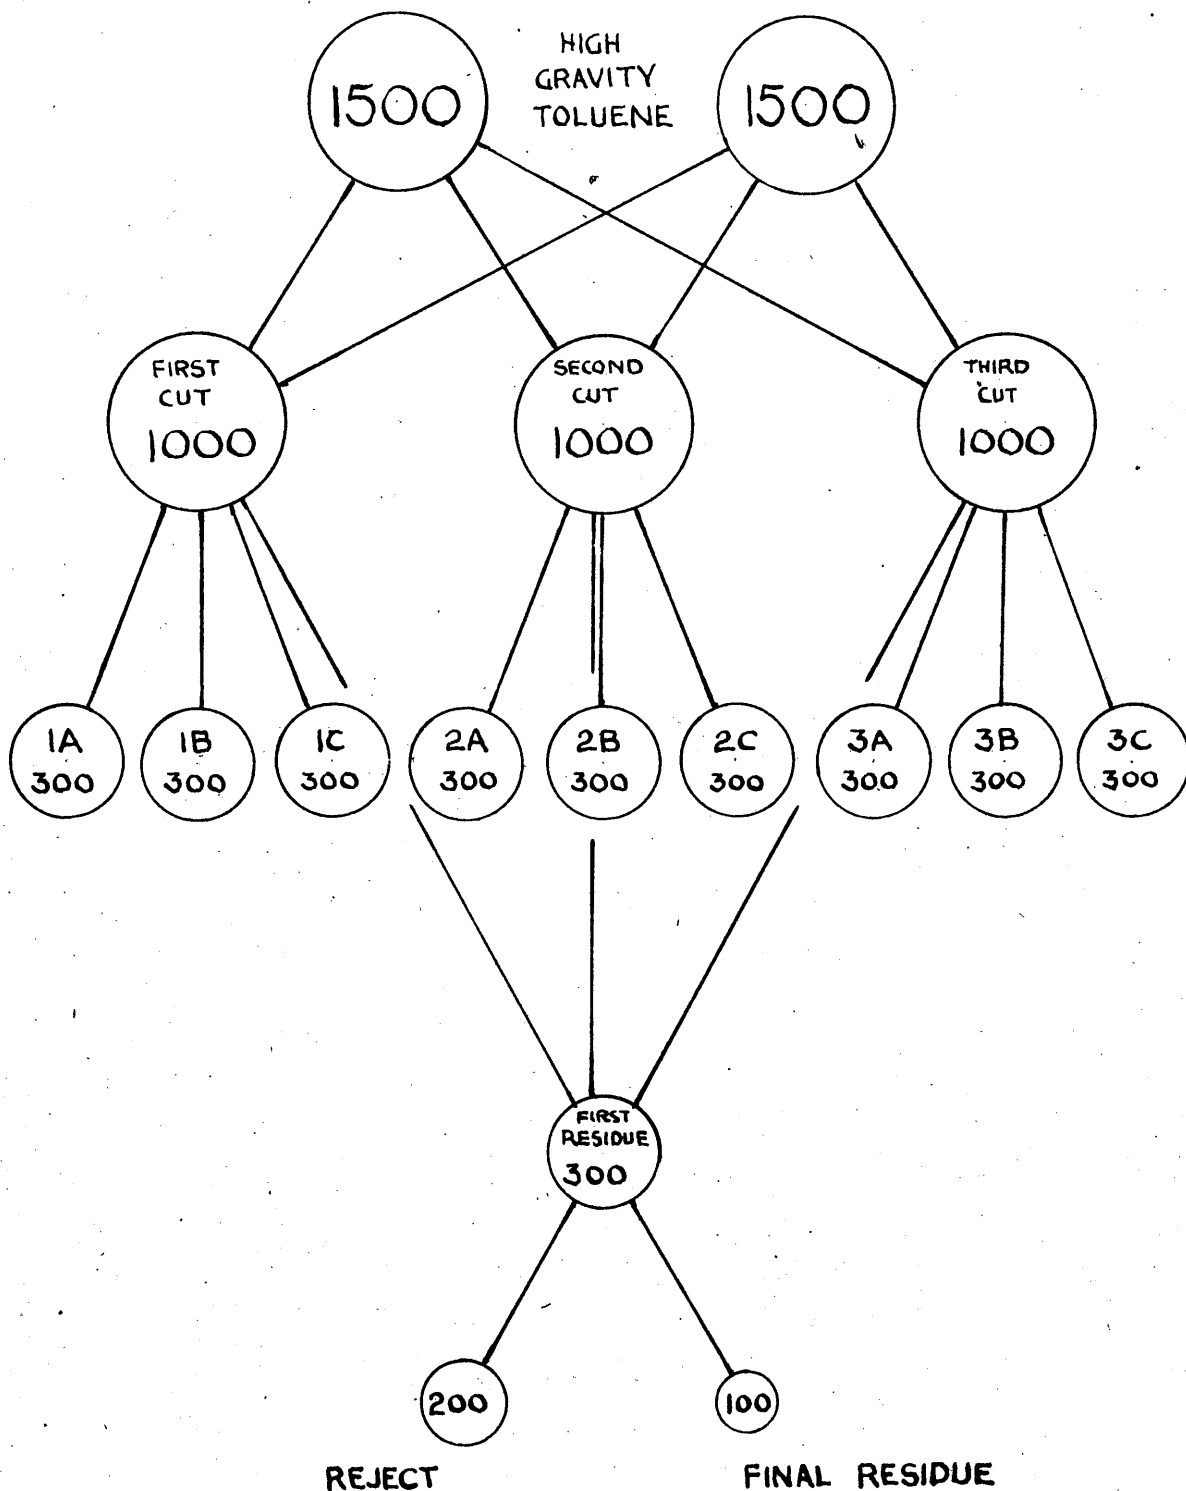 HIGH
GRAVITY
TOLUENE
1500
1500
FIRST
CUT
1000
SECOND
CUT
1000
THIRD
CUT
1000
1A
300
1B
300
1C
300
2A
300
2B
300
2C
300
3A
300
3B
300
3C
300
FIRST
RESIDUE
300
200
100
REJECT
FINAL RESIDUE